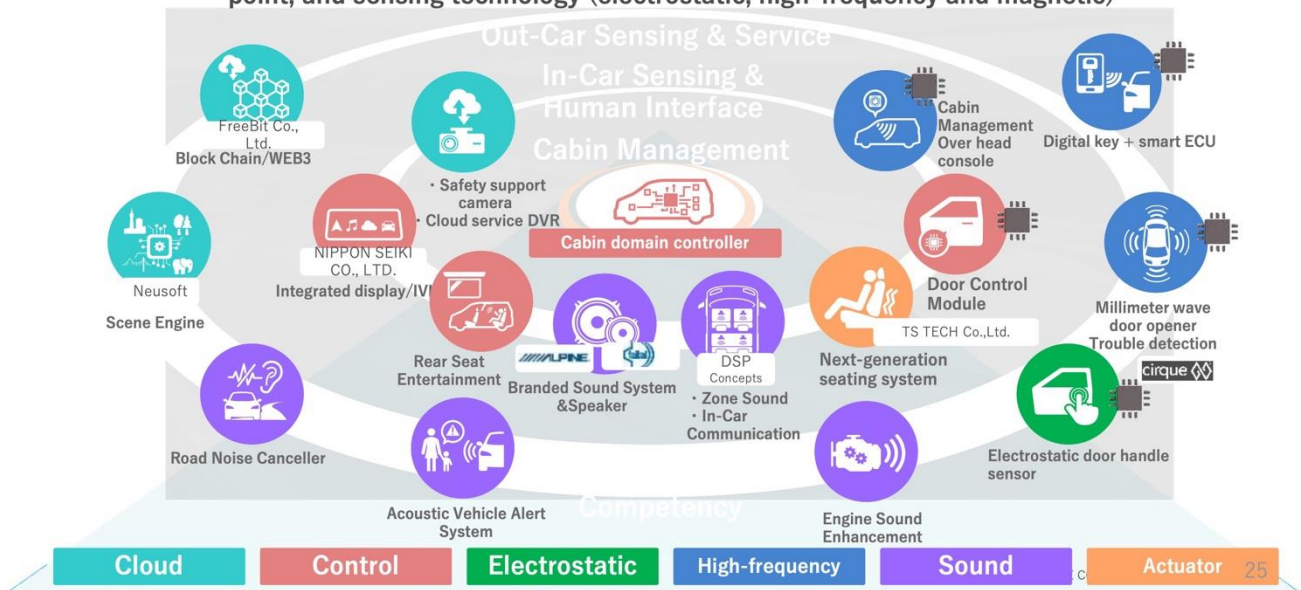 point, and sensing technology (electrostatic, high-frequency and magnetic)
Out-Car Sensing & Service
In-Car Sensing &
Human Interface
Cabin Management
FreeBit Co.,
Ltd.
Block Chain/WEB3
・Safety support
camera
・Cloud service DVR
Cabin domain controller
Cabin
Management
Over head
console
Digital key + smart ECU
Neusoft
Scene Engine
NIPPON SEIKI
CO., LTD.
Integrated display/IVI
Rear Seat
Entertainment
ALPINE
Branded Sound System
&Speaker
DSP
Concepts
・Zone Sound
・In-Car
Communication
Next-generation
seating system
Door Control
Module
TS TECH Co.,Ltd.
Millimeter wave
door opener
Trouble detection
cirque
Road Noise Canceller
Acoustic Vehicle Alert
System
Competency
Engine Sound
Enhancement
Electrostatic door handle
sensor
Cloud
Control
Electrostatic
High-frequency
Sound
Actuator
25